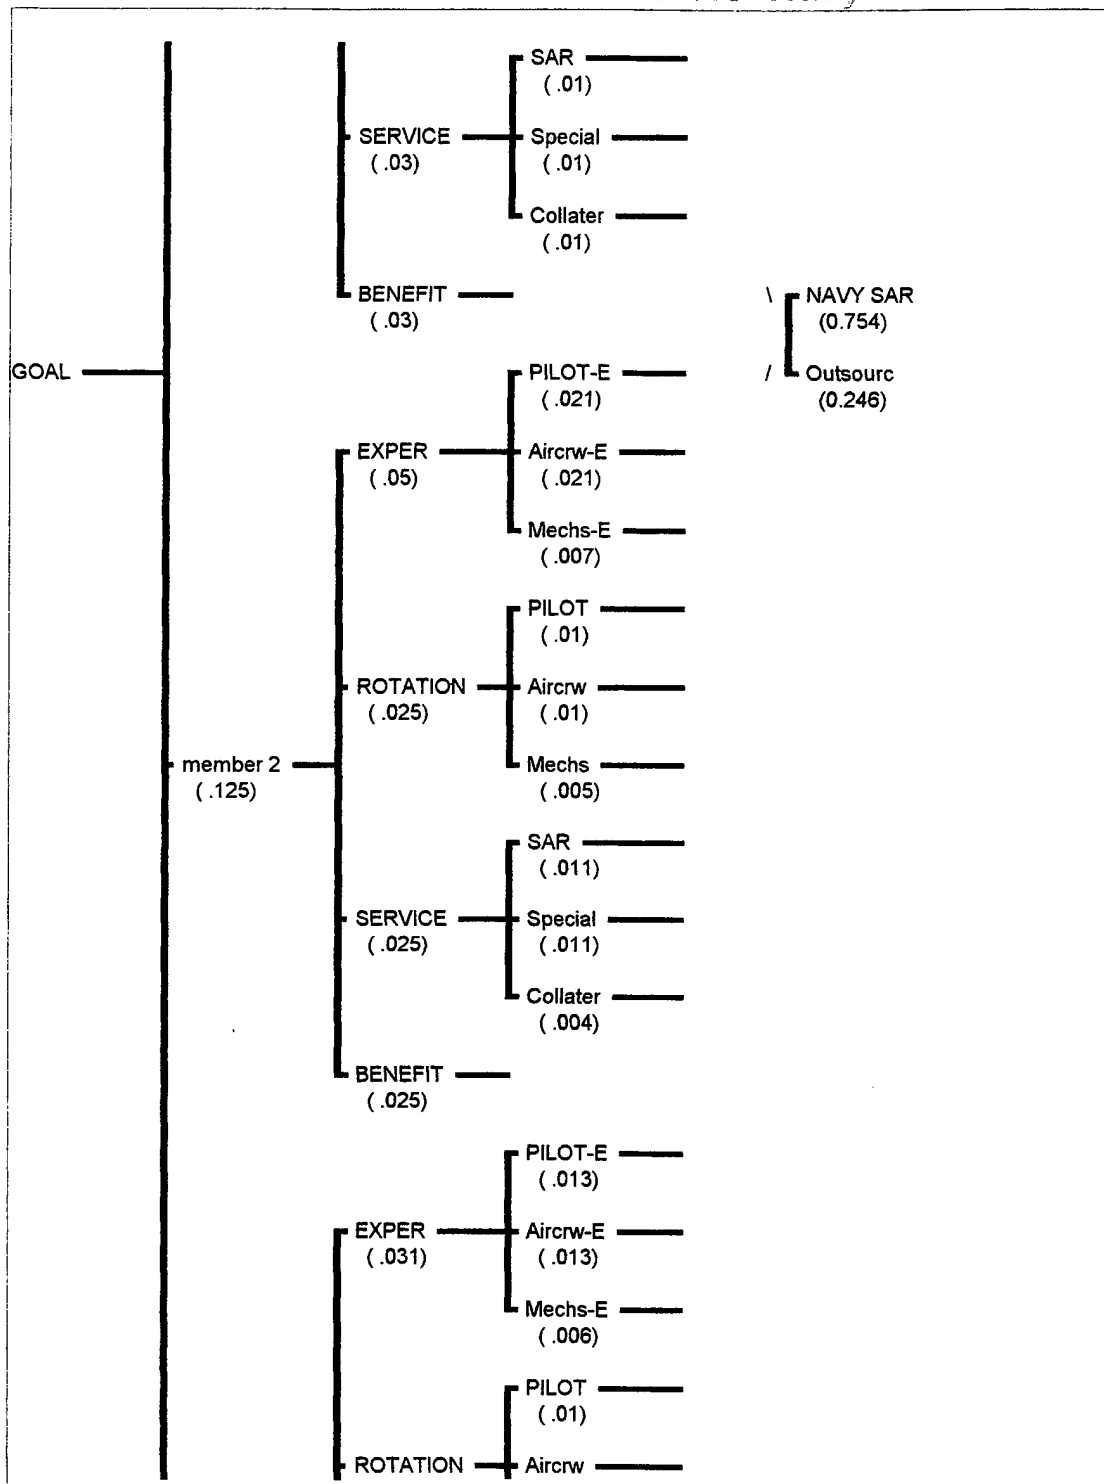 SAR
( .01)
SERVICE
( .03)
Special
( .01)
Collater
( .01)
BENEFIT
( .03)
\ NAVY SAR
(0.754)
GOAL
/ Outsourc
(0.246)
PILOT-E
( .021)
EXPER
( .05)
Aircrw-E
( .021)
Mechs-E
( .007)
PILOT
( .01)
ROTATION
( .025)
Aircrw
( .01)
member 2
( .125)
Mechs
( .005)
SAR
( .011)
SERVICE
( .025)
Special
( .011)
Collater
( .004)
BENEFIT
( .025)
PILOT-E
( .013)
EXPER
( .031)
Aircrw-E
( .013)
Mechs-E
( .006)
PILOT
( .01)
ROTATION
Aircrw